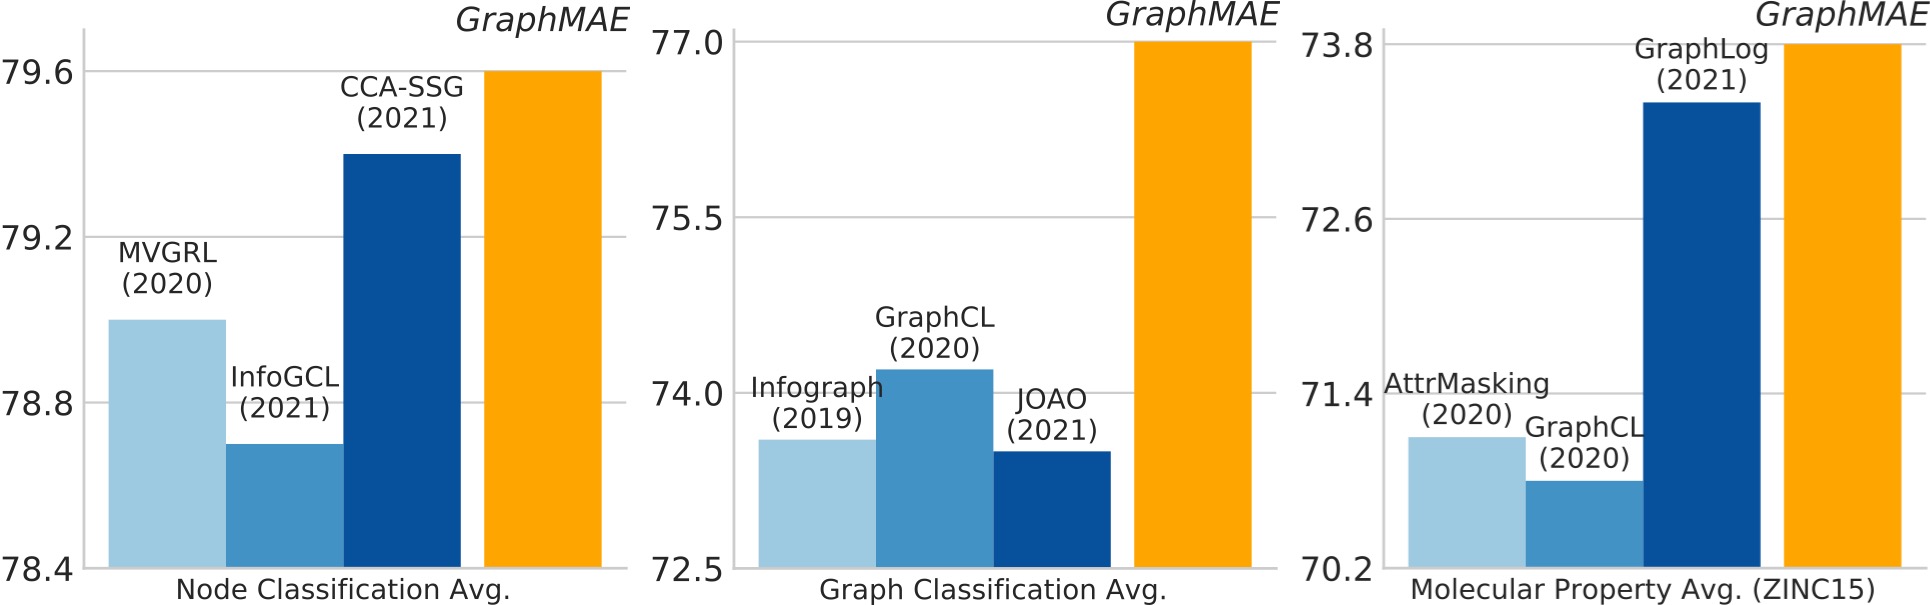 GraphMAE
79.6
79.2
78.8
78.4
CCA-SSG
(2021)
MVGRL
(2020)
InfoGCL
(2021)
Node Classification Avg.
GraphMAE
77.0
75.5
74.0
72.5
GraphCL
(2020)
Infograph
(2019)
JOAO
(2021)
Graph Classification Avg.
GraphMAE
73.8
72.6
71.4
70.2
GraphLog
(2021)
AttrMasking
(2020)
GraphCL
(2020)
Molecular Property Avg. (ZINC15)